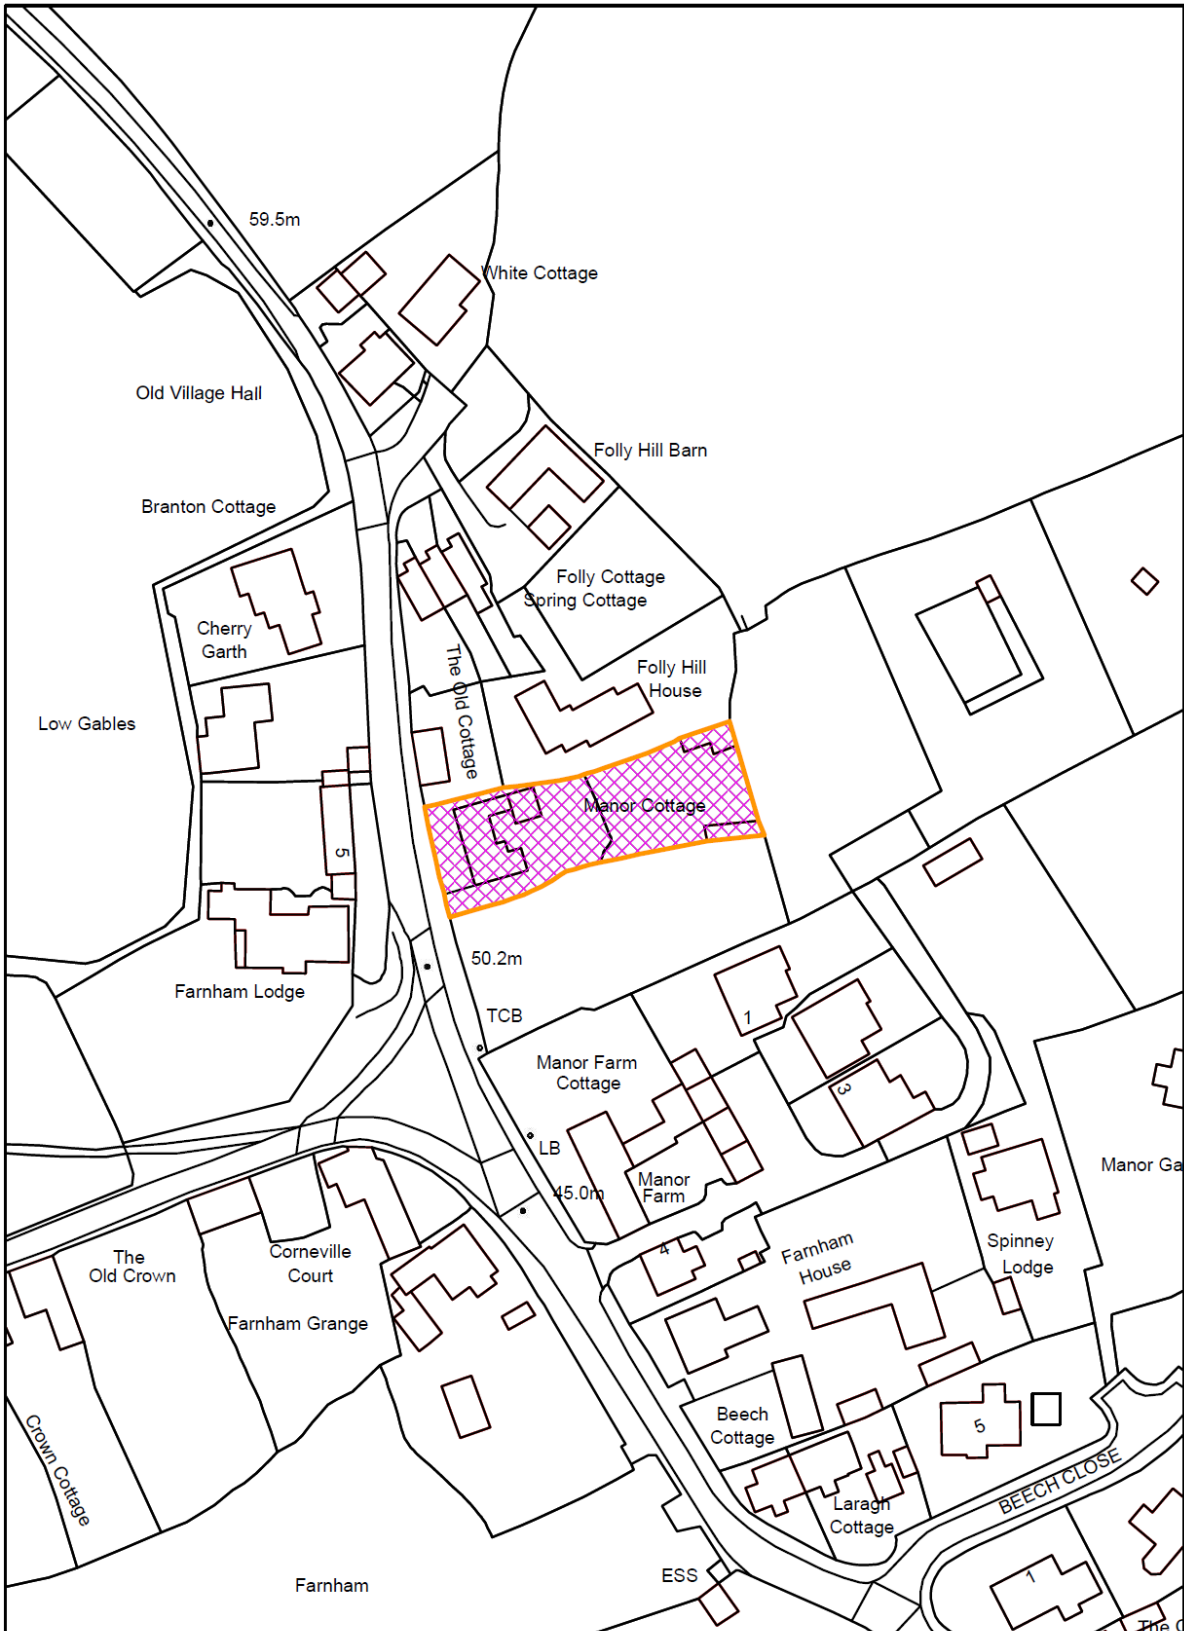 59.5m
White Cottage
Old Village Hall
Folly Hill Barn
Branton Cottage
Folly Cottage
Spring Cottage
Cherry
Garth
The Old Cottage
Folly Hill
House
Low Gables
Manor Cottage
5
50.2m
Farnham Lodge
TCB
1
Manor Farm
Cottage
3
LB
Manor
Farm
45.0m
Manor Ga
The
Old Crown
Corneville
Court
4
Farnham
House
Spinney
Lodge
Farnham Grange
Crown Cottage
Beech
Cottage
5
BEECH CLOSE
Laragh
Cottage
ESS
Farnham
1
The